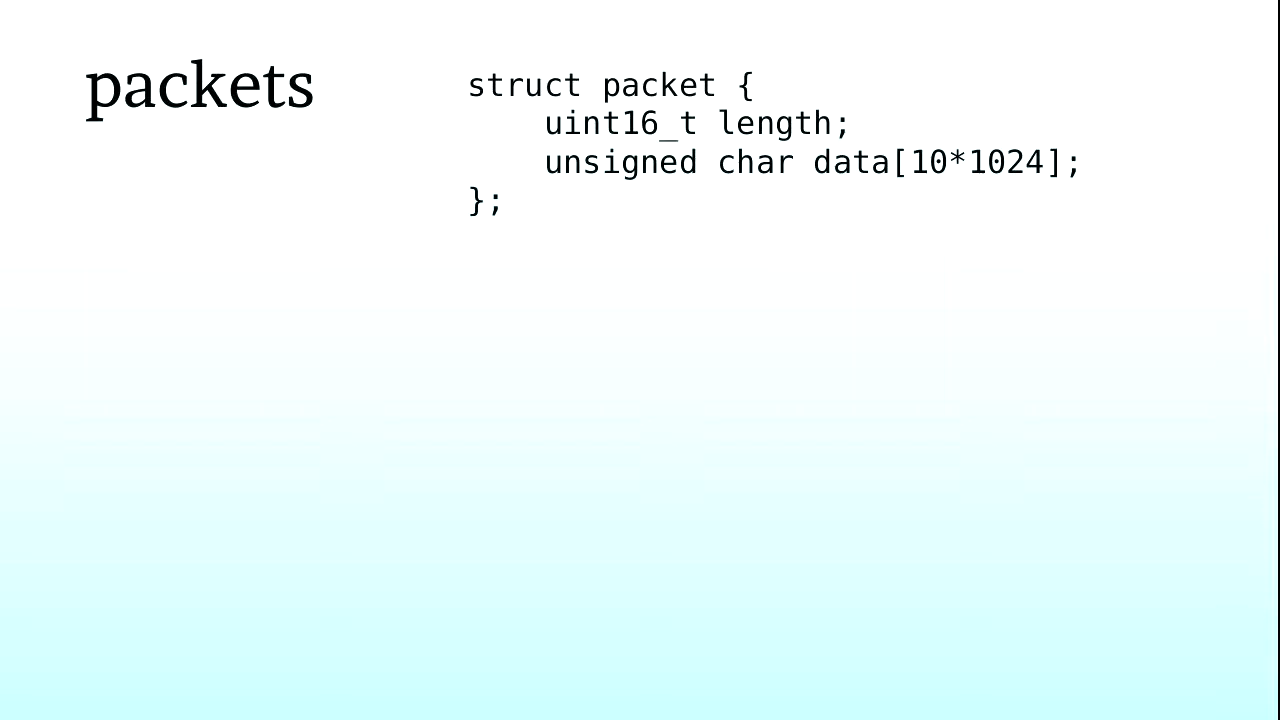 packets
struct packet {
    uint16_t length;
    unsigned char data[10*1024];
};